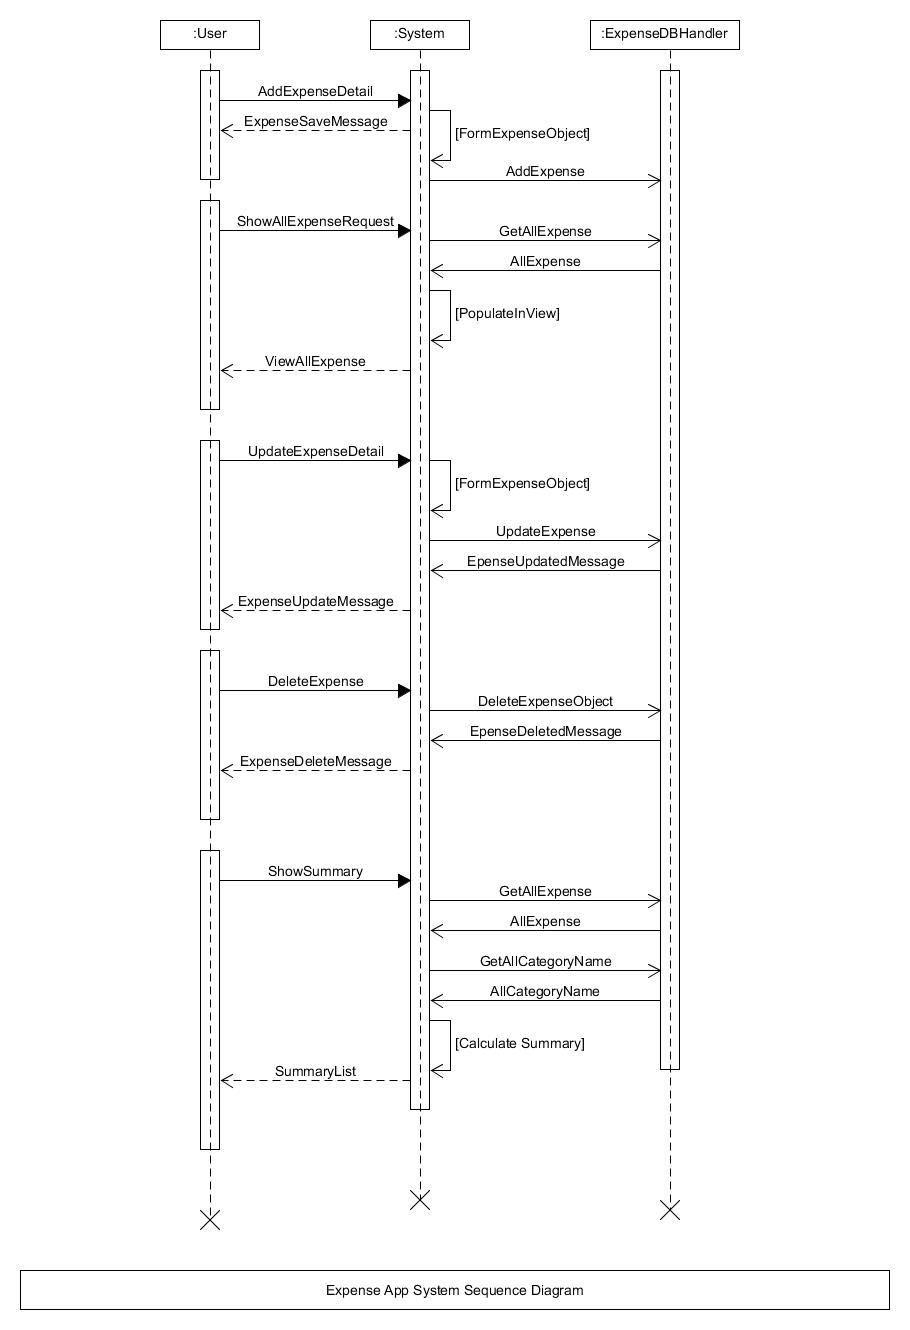 :User
:System
:ExpenseDBHandler
AddExpenseDetail
ExpenseSaveMessage
[FormExpenseObject]
AddExpense
ShowAllExpenseRequest
GetAllExpense
AllExpense
[PopulateInView]
ViewAllExpense
UpdateExpenseDetail
[FormExpenseObject]
UpdateExpense
EpenseUpdatedMessage
ExpenseUpdateMessage
DeleteExpense
DeleteExpenseObject
EpenseDeletedMessage
ExpenseDeleteMessage
ShowSummary
GetAllExpense
AllExpense
GetAllCategoryName
AllCategoryName
[Calculate Summary]
SummaryList
Expense App System Sequence Diagram